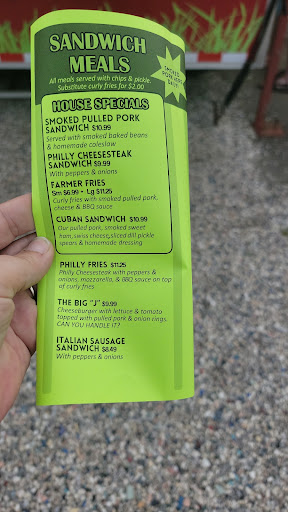 SANDWICH
MEALS
All meals served with chips & pickle.
Substitute curly fries for $2.00
SMOKED
HOUSE SPECIALS
SMOKED PULLED PORK
SANDWICH $10.99
Served with smoked baked beans
& homemade coleslaw
PHILLY CHEESESTEAK
SANDWICH $9.99
With peppers & onions
FARMER FRIES
Sm $6.99 - Lg $11.25
Curly fries with smoked pulled pork,
cheese & BBQ sauce
CUBAN SANDWICH $10.99
Our pulled pork, smoked sweet
ham, swiss cheese, sliced dill pickle
spears & homemade dressing
PHILLY FRIES $11.25
Philly Cheesesteak with peppers &
onions, mozzarella, & BBQ sauce on top
of curly fries
THE BIG "J" $9.99
Cheeseburger with lettuce & tomato
topped with pulled pork & onion rings.
CAN YOU HANDLE IT?
ITALIAN SAUSAGE
SANDWICH $8.49
With peppers & onions